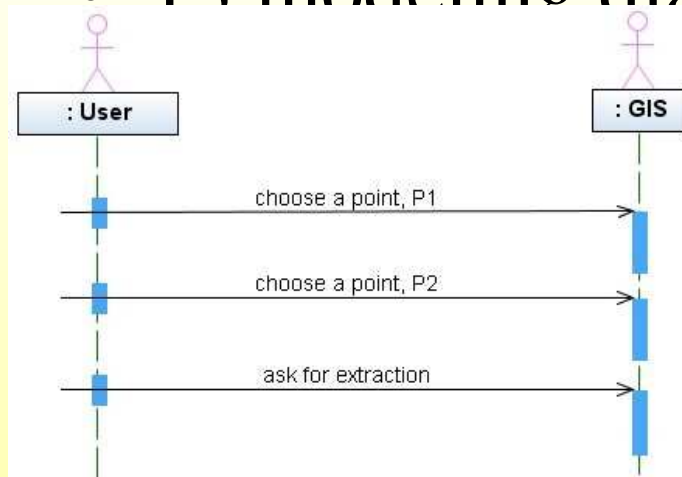 : User
: GIS
choose a point, P1
choose a point, P2
ask for extraction